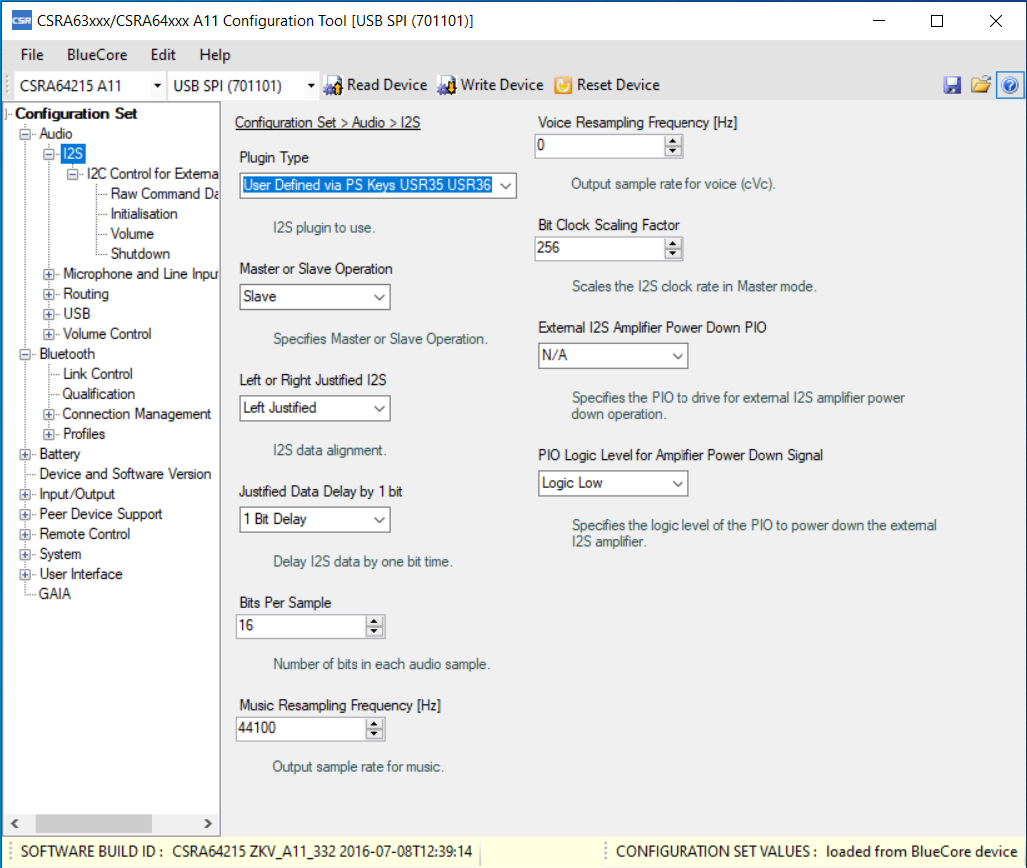 CSR CSRA63xxx/CSRA64xxx A11 Configuration Tool [USB SPI (701101)]
File BlueCore Edit Help
CSRA64215 A11 USB SPI (701101) Read Device Write Device Reset Device
Configuration Set
Audio
I2S
I2C Control for Externa
Raw Command Da
Initialisation
Volume
Shutdown
Microphone and Line Inpu
Routing
USB
Volume Control
Bluetooth
Link Control
Qualification
Connection Management
Profiles
Battery
Device and Software Version
Input/Output
Peer Device Support
Remote Control
System
User Interface
GAIA
Configuration Set > Audio > I2S
Plugin Type
User Defined via PS Keys USR35 USR36
I2S plugin to use.
Master or Slave Operation
Slave
Specifies Master or Slave Operation.
Left or Right Justified I2S
Left Justified
I2S data alignment.
Justified Data Delay by 1 bit
1 Bit Delay
Delay I2S data by one bit time.
Bits Per Sample
16
Number of bits in each audio sample.
Music Resampling Frequency [Hz]
44100
Output sample rate for music.
Voice Resampling Frequency [Hz]
0
Output sample rate for voice (cVc).
Bit Clock Scaling Factor
256
Scales the I2S clock rate in Master mode.
External I2S Amplifier Power Down PIO
N/A
Specifies the PIO to drive for external I2S amplifier power
down operation.
PIO Logic Level for Amplifier Power Down Signal
Logic Low
Specifies the logic level of the PIO to power down the external
I2S amplifier.
SOFTWARE BUILD ID : CSRA64215 ZKV_A11_332 2016-07-08T12:39:14
CONFIGURATION SET VALUES : loaded from BlueCore device